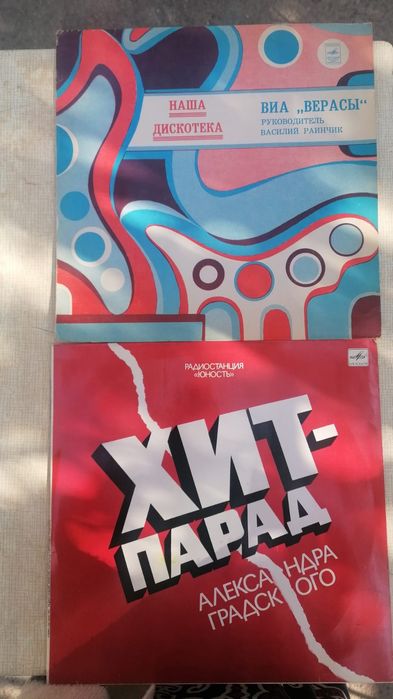 НАША
ДИСКОТЕКА
ВИА „ВЕРАСЫ“
РУКОВОДИТЕЛЬ
ВАСИЛИЙ РАИНЧИК
РАДИОСТАНЦИЯ
«ЮНОСТЬ»
ХИТ-
ПАРАД
АЛЕКСАНДРА
ГРАДСКОГО